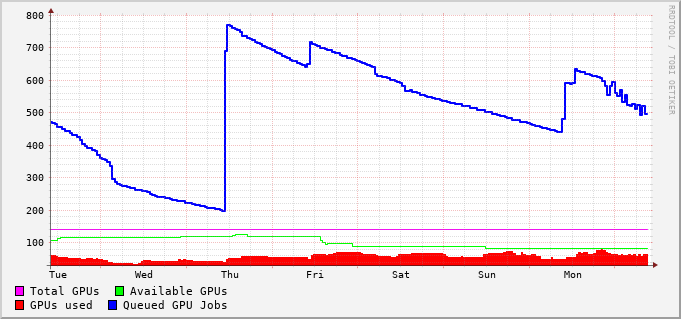 800
700
600
500
400
300
200
100
Tue Wed Thu Fri Sat Sun Mon
Total GPUs Available GPUs
GPUs used Queued GPU Jobs
RRDTOOL / TOBI OETIKER